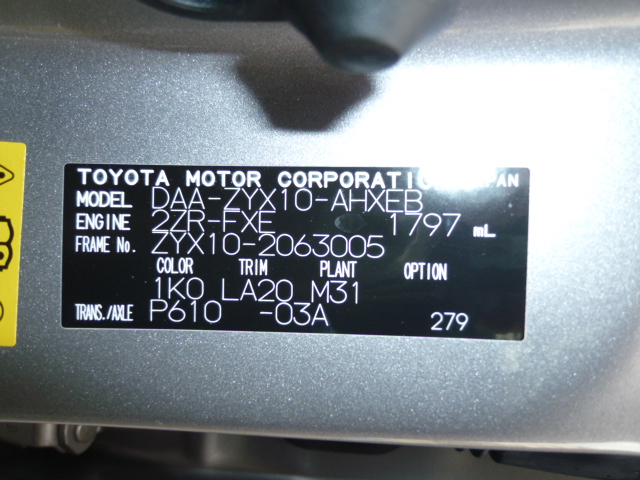 TOYOTA MOTOR CORPORATI PAN
MODEL DAA-ZYX10-AHXEB
ENGINE 2ZR-FXE 1797 mL
FRAME No. ZYX10-2063005
COLOR TRIM PLANT OPTION
1K0 LA20 M31
TRANS./AXLE P610 -03A 279